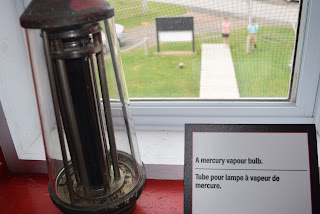 A mercury vapour bulb.
Tube pour lampe à vapeur de
mercure.